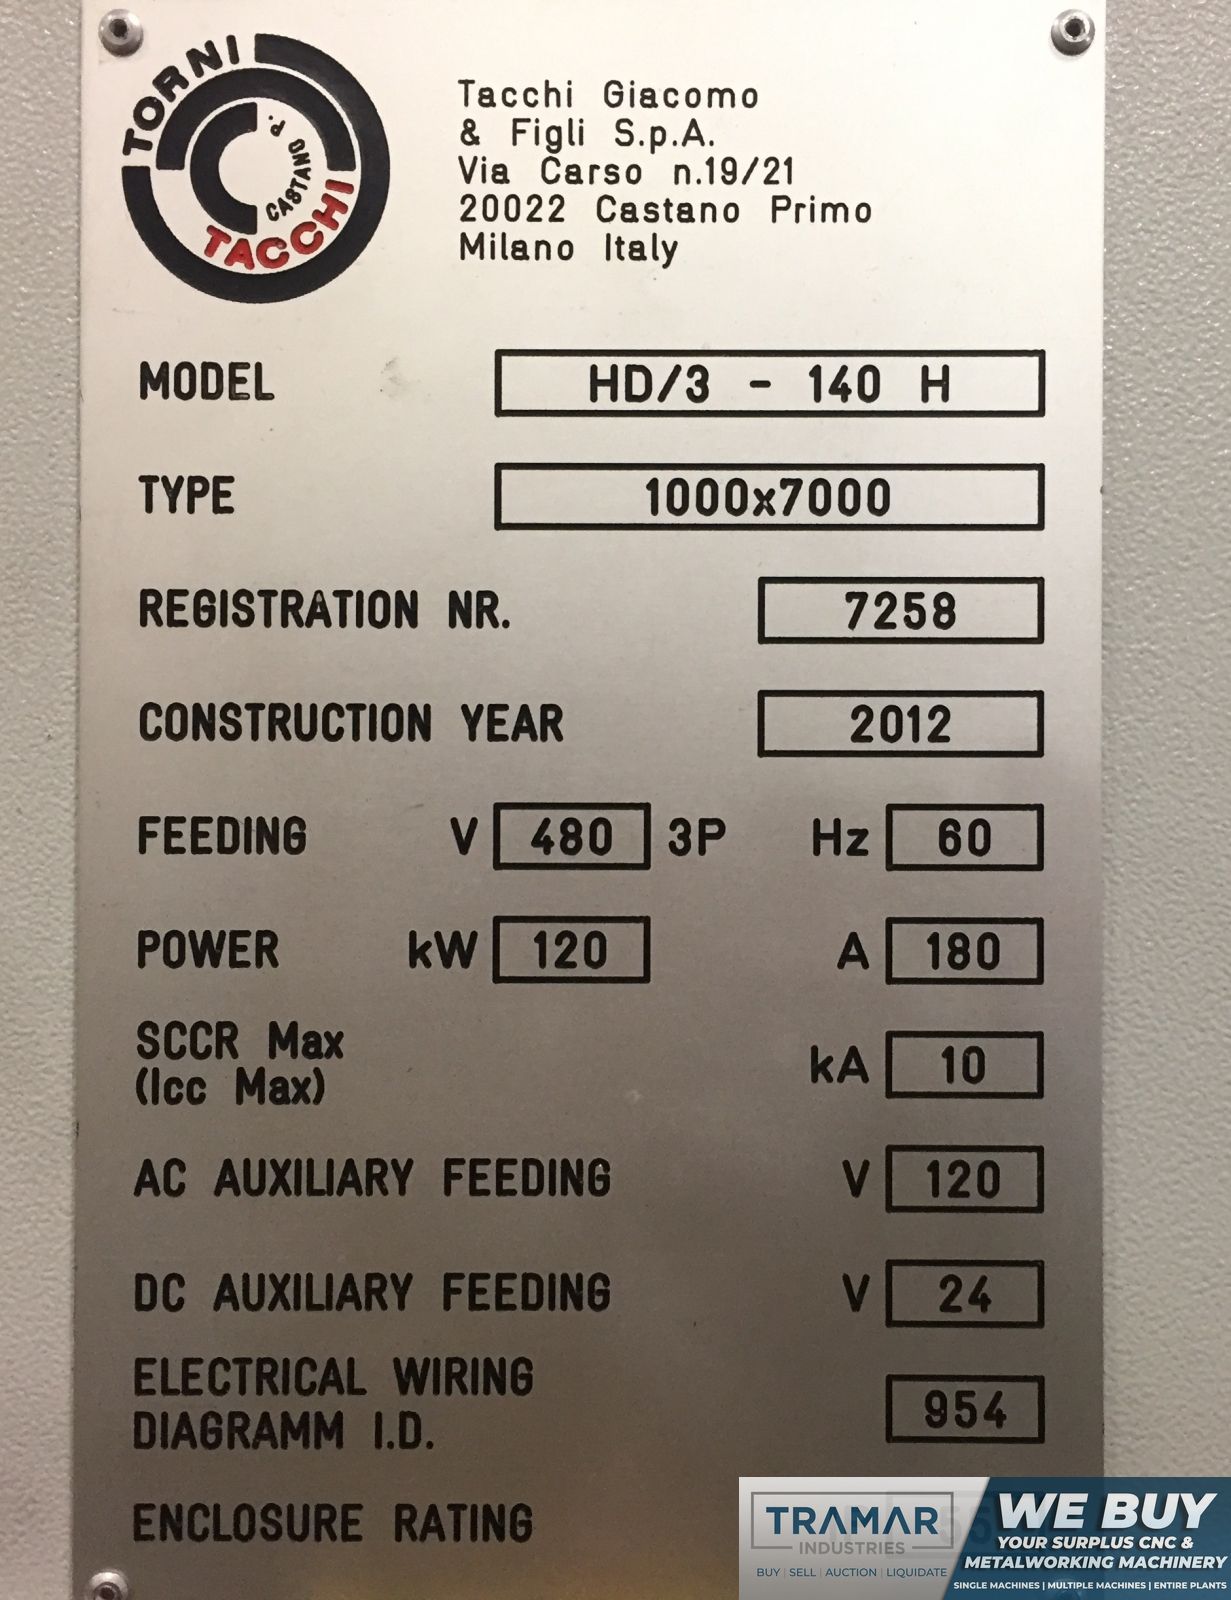 TORNI
TACCHI
CASTANO P.
Tacchi Giacomo
& Figli S.p.A.
Via Carso n.19/21
20022 Castano Primo
Milano Italy
MODEL HD/3 - 140 H
TYPE 1000x7000
REGISTRATION NR. 7258
CONSTRUCTION YEAR 2012
FEEDING V 480 3P Hz 60
POWER kW 120 A 180
SCCR Max
(Icc Max) kA 10
AC AUXILIARY FEEDING V 120
DC AUXILIARY FEEDING V 24
ELECTRICAL WIRING
DIAGRAMM I.D. 954
ENCLOSURE RATING
TRAMAR
INDUSTRIES
BUY | SELL | AUCTION | LIQUIDATE
WE BUY
YOUR SURPLUS CNC &
METALWORKING MACHINERY
SINGLE MACHINES | MULTIPLE MACHINES | ENTIRE PLANTS